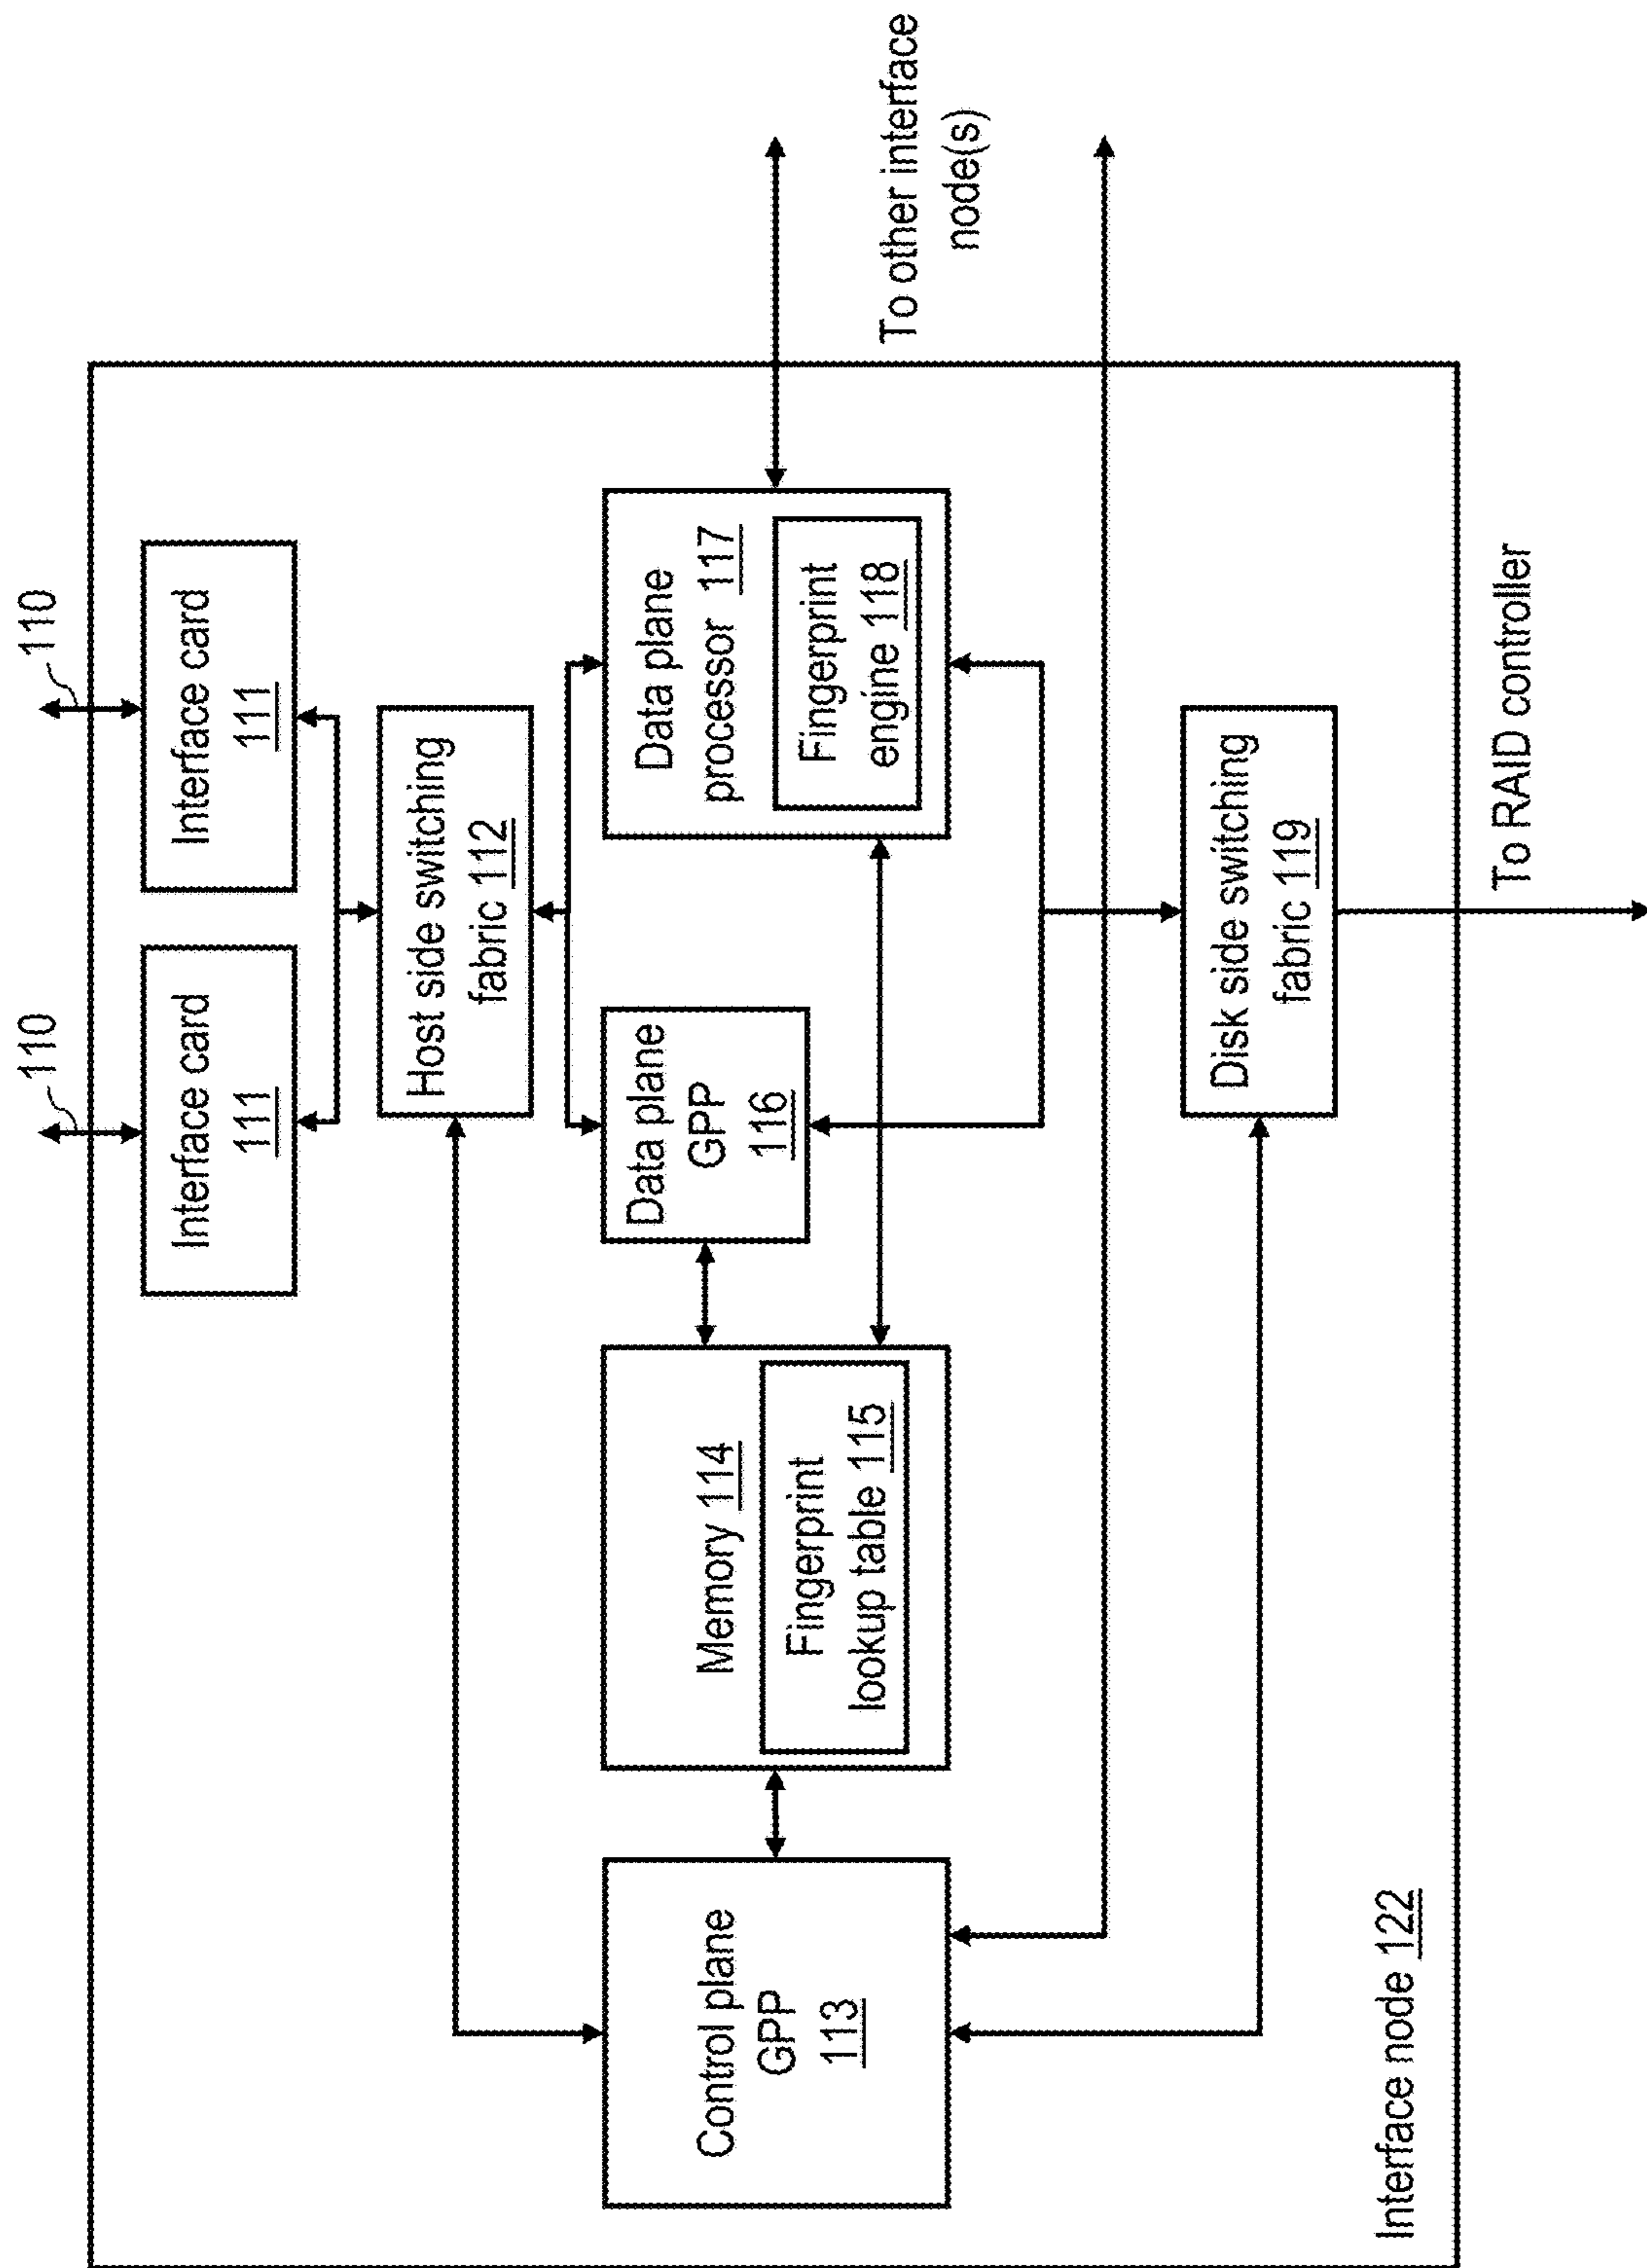 110
110
Interface card
111
Interface card
111
Host side switching
fabric 112
Control plane
GPP
113
Memory 114
Fingerprint
lookup table 115
Data plane
GPP
116
Data plane
processor 117
Fingerprint
engine 118
To other interface
node(s)
Disk side switching
fabric 119
Interface node 122
To RAID controller